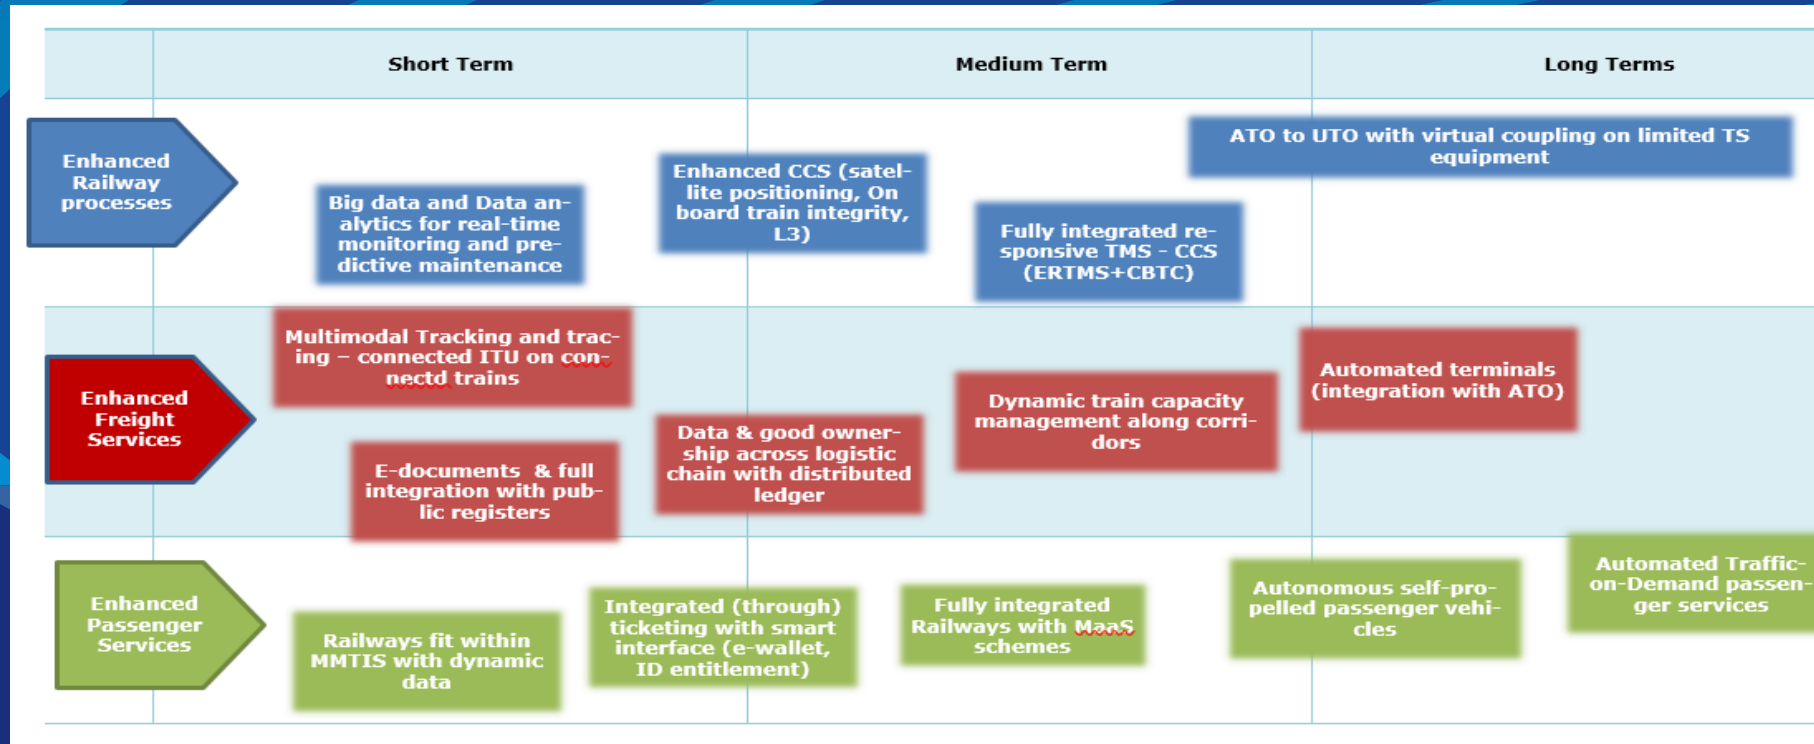 Short Term
Medium Term
Long Terms
Enhanced
Railway
processes
Big data and Data an-
alytics for real-time
monitoring and pre-
dictive maintenance
Enhanced CCS (satel-
lite positioning, On
board train integrity,
L3)
Fully integrated re-
sponsive TMS - CCS
(ERTMS+CBTC)
ATO to UTO with virtual coupling on limited TS
equipment
Enhanced
Freight
Services
Multimodal Tracking and trac-
ing – connected ITU on con-
nectd trains
E-documents & full
integration with pub-
lic registers
Data & good owner-
ship across logistic
chain with distributed
ledger
Dynamic train capacity
management along corri-
dors
Automated terminals
(integration with ATO)
Enhanced
Passenger
Services
Railways fit within
MMTIS with dynamic
data
Integrated (through)
ticketing with smart
interface (e-wallet,
ID entitlement)
Fully integrated
Railways with MaaS
schemes
Autonomous self-pro-
pelled passenger vehi-
cles
Automated Traffic-
on-Demand passen-
ger services